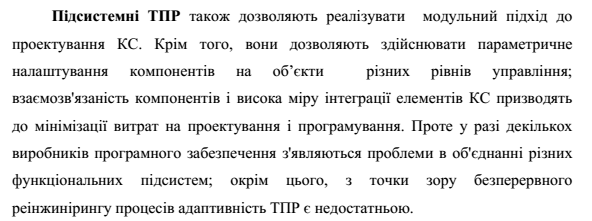 Підсистемні ТПР також дозволяють реалізувати модульний підхід до
проектування КС. Крім того, вони дозволяють здійснювати параметричне
налаштування компонентів на об’єкти різних рівнів управління;
взаємозв'язаність компонентів і висока міру інтеграції елементів КС призводять
до мінімізації витрат на проектування і програмування. Проте у разі декількох
виробників програмного забезпечення з'являються проблеми в об'єднанні різних
функціональних підсистем; окрім цього, з точки зору безперервного
реінжинірингу процесів адаптивність ТПР є недостатньою.